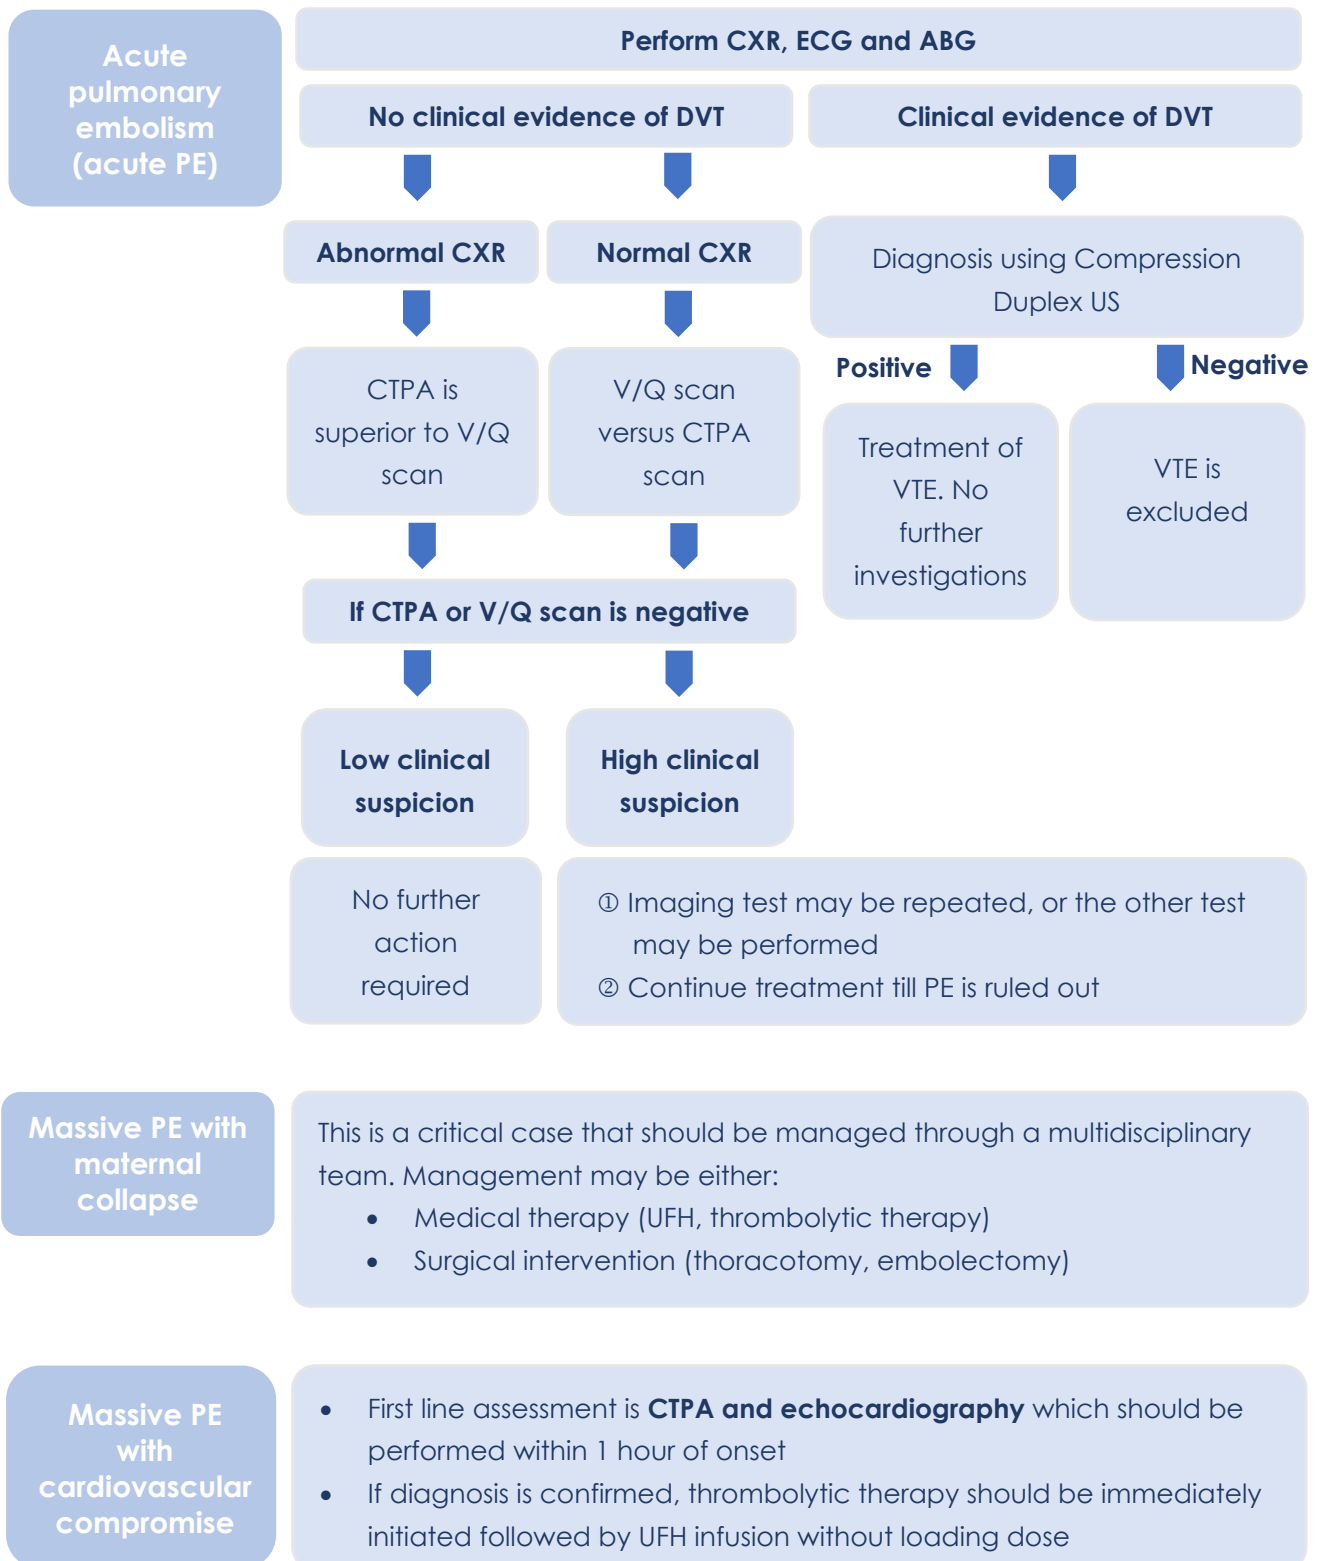 Acute
pulmonary
embolism
(acute PE)
Perform CXR, ECG and ABG
No clinical evidence of DVT
Clinical evidence of DVT
Abnormal CXR
Normal CXR
Diagnosis using Compression
Duplex US
CTPA is
superior to V/Q
scan
V/Q scan
versus CTPA
scan
Positive
Negative
Treatment of
VTE. No
further
investigations
VTE is
excluded
If CTPA or V/Q scan is negative
Low clinical
suspicion
High clinical
suspicion
No further
action
required
① Imaging test may be repeated, or the other test
may be performed
② Continue treatment till PE is ruled out
Massive PE with
maternal
collapse
This is a critical case that should be managed through a multidisciplinary
team. Management may be either:
• Medical therapy (UFH, thrombolytic therapy)
• Surgical intervention (thoracotomy, embolectomy)
Massive PE
with
cardiovascular
compromise
• First line assessment is CTPA and echocardiography which should be
performed within 1 hour of onset
• If diagnosis is confirmed, thrombolytic therapy should be immediately
initiated followed by UFH infusion without loading dose